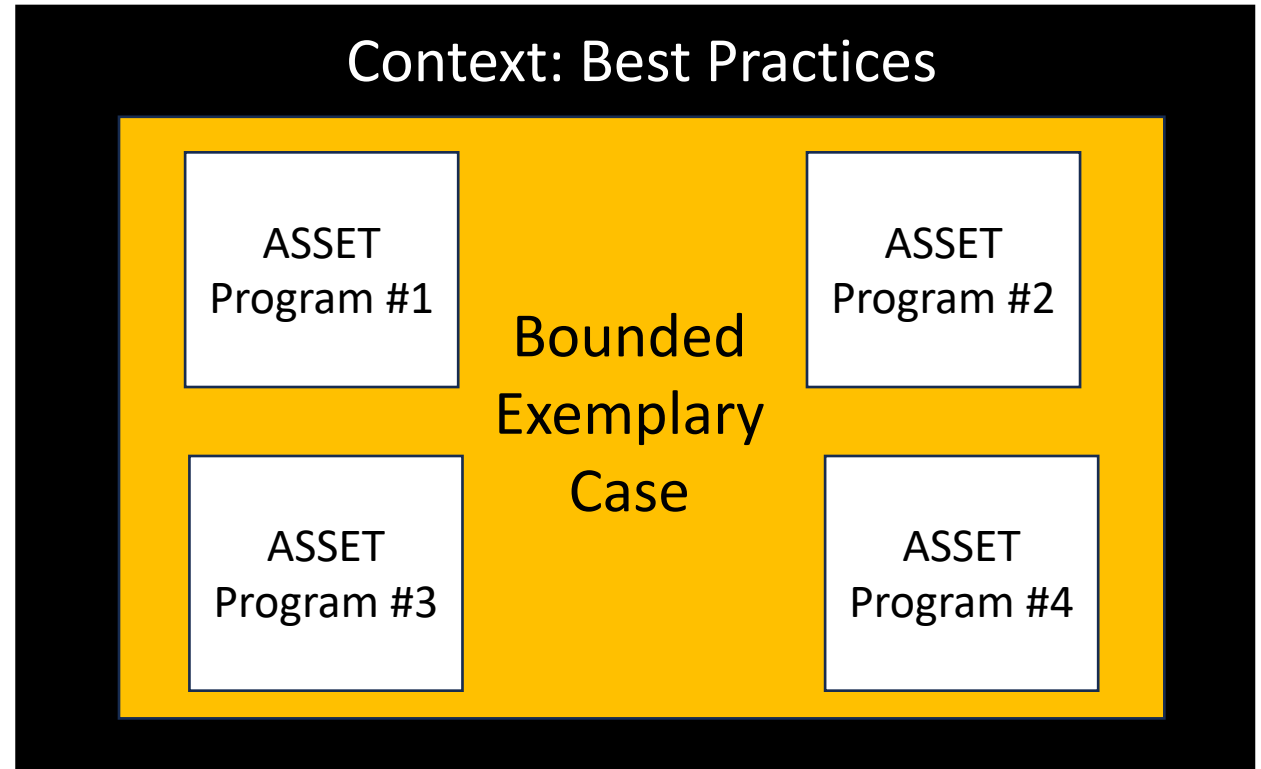 Context: Best Practices
ASSET
Program #1
ASSET
Program #2
Bounded
Exemplary
Case
ASSET
Program #3
ASSET
Program #4